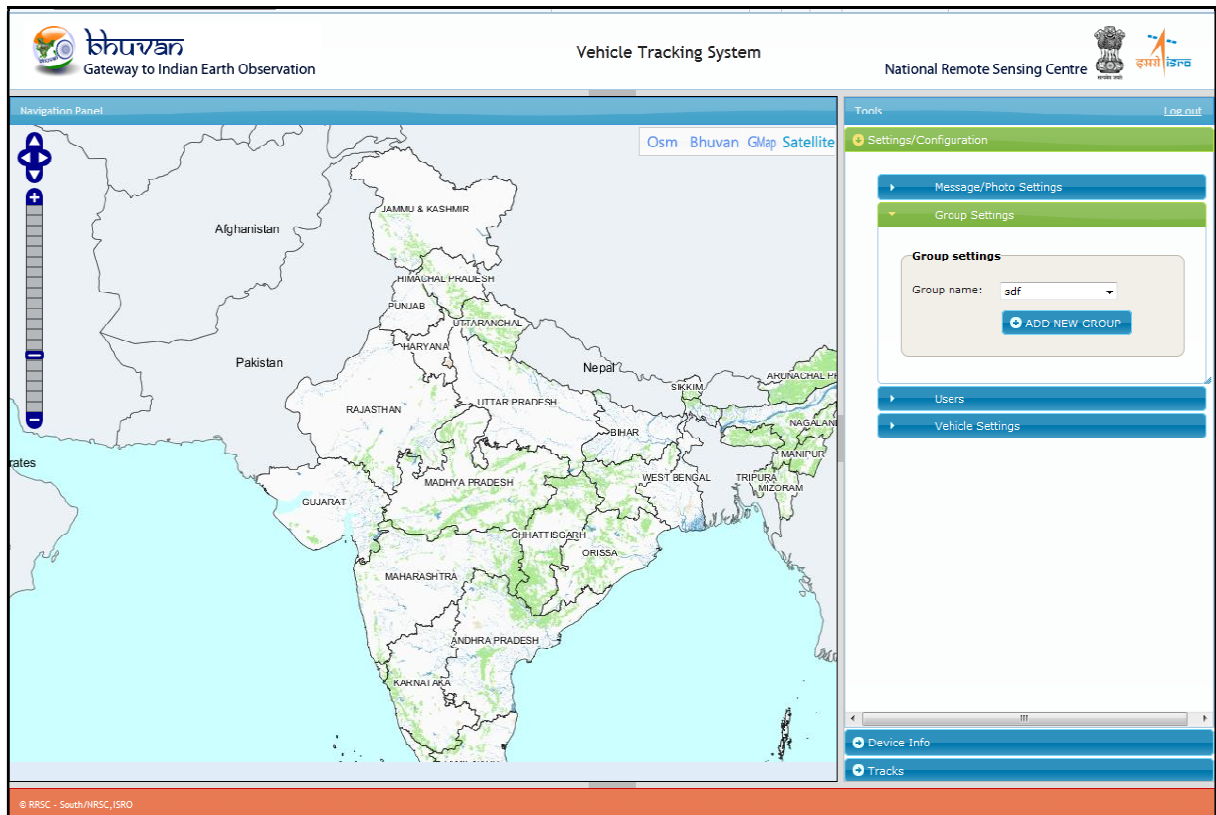 bhuvan
Gateway to Indian Earth Observation
Vehicle Tracking System
National Remote Sensing Centre
इसरो isro
Navigation Panel
Osm Bhuvan GMap Satellite
JAMMU & KASHMIR
Afghanistan
HIMACHAL PRADESH
PUNJAB
UTTARANCHAL
HARYANA
Pakistan
Nepal
SIKKIM
ARUNACHAL PR
RAJASTHAN
UTTAR PRADESH
BIHAR
NAGALAN
MANIPUR
rates
MADHYA PRADESH
WEST BENGAL
TRIPURA
MIZORAM
GUJARAT
CHHATTISGARH
ORISSA
MAHARASHTRA
ANDHRA PRADESH
KARNATAKA
Tools
Log out
Settings/Configuration
Message/Photo Settings
Group Settings
Group settings
Group name: sdf
ADD NEW GROUP
Users
Vehicle Settings
Device Info
Tracks
© RRSC - South/NRSC,ISRO